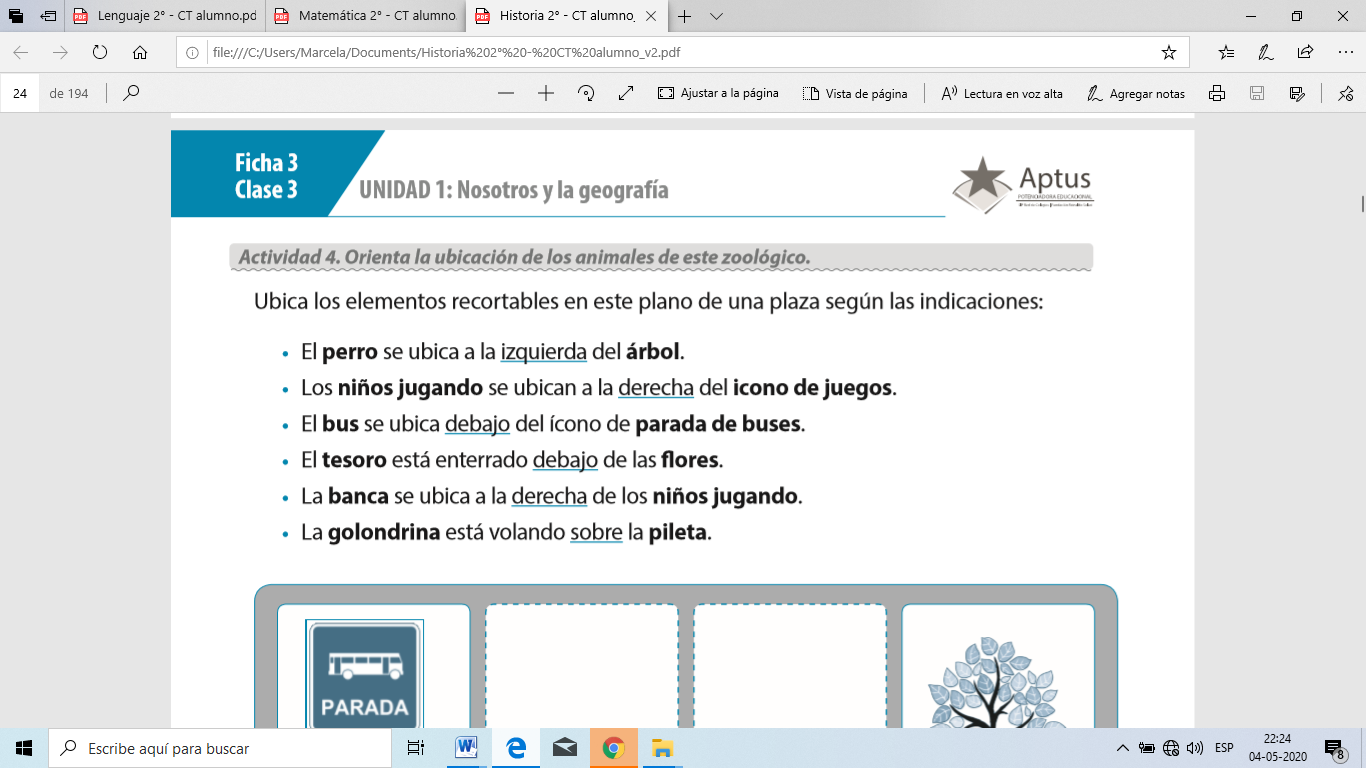 Lenguaje 2° - CT alumno.pd
Matemática 2° - CT alumno
Historia 2° - CT alumno_
file:///C:/Users/Marcela/Documents/Historia%202°%20-%20CT%20alumno_v2.pdf
24 de 194
Ajustar a la página
Vista de página
Lectura en voz alta
Agregar notas
Ficha 3
Clase 3
UNIDAD 1: Nosotros y la geografía
Aptus
POTENCIADORA EDUCACIONAL
Actividad 4. Orienta la ubicación de los animales de este zoológico.
Ubica los elementos recortables en este plano de una plaza según las indicaciones:
• El perro se ubica a la izquierda del árbol.
• Los niños jugando se ubican a la derecha del icono de juegos.
• El bus se ubica debajo del ícono de parada de buses.
• El tesoro está enterrado debajo de las flores.
• La banca se ubica a la derecha de los niños jugando.
• La golondrina está volando sobre la pileta.
PARADA
Escribe aquí para buscar
ESP
22:24
04-05-2020
8